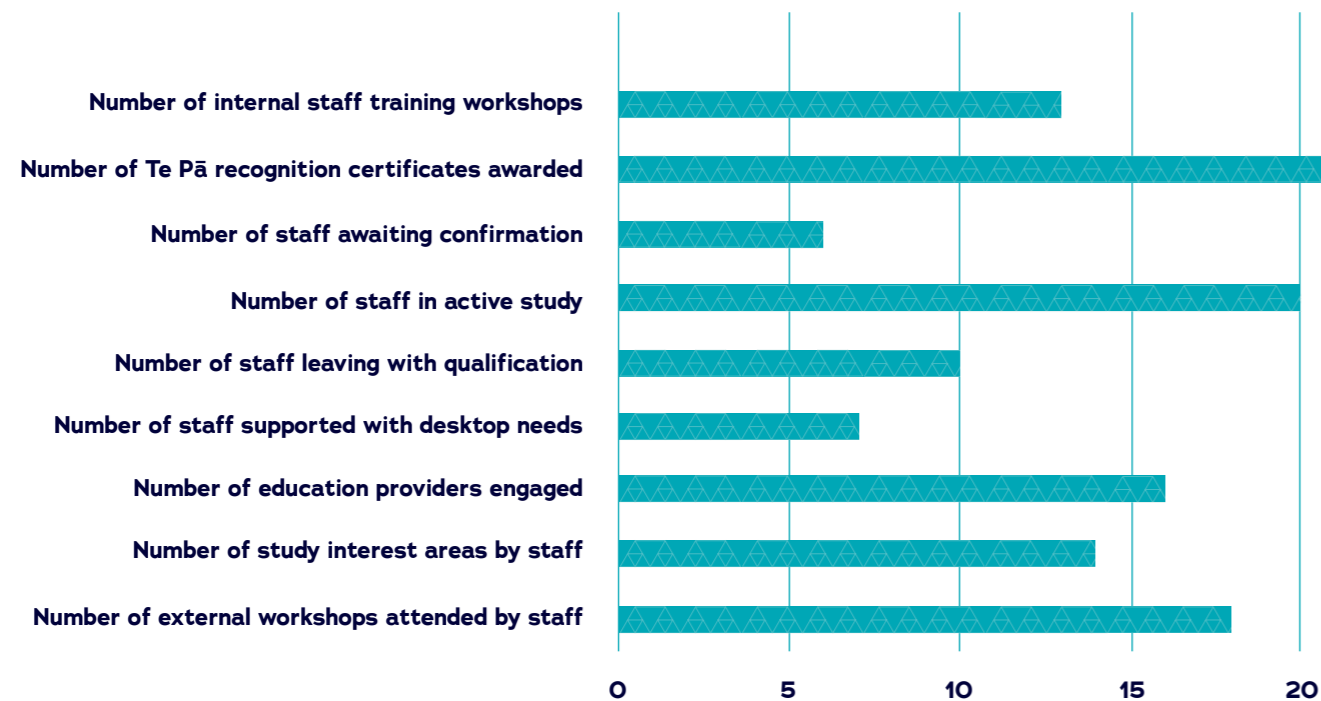 Number of internal staff training workshops
Number of Te Pā recognition certificates awarded
Number of staff awaiting confirmation
Number of staff in active study
Number of staff leaving with qualification
Number of staff supported with desktop needs
Number of education providers engaged
Number of study interest areas by staff
Number of external workshops attended by staff
0 5 10 15 20